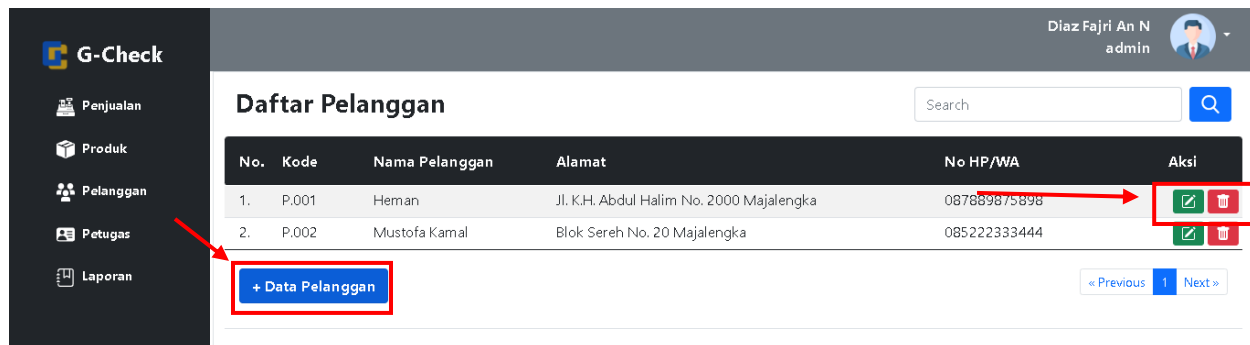 Diaz Fajri An N
admin
G-Check
Penjualan
Produk
Pelanggan
Petugas
Laporan
Daftar Pelanggan
Search
No. Kode Nama Pelanggan Alamat No HP/WA Aksi
1. P.001 Heman Jl. K.H. Abdul Halim No. 2000 Majalengka 087889875898
2. P.002 Mustofa Kamal Blok Sereh No. 20 Majalengka 085222333444
+ Data Pelanggan
« Previous 1 Next »